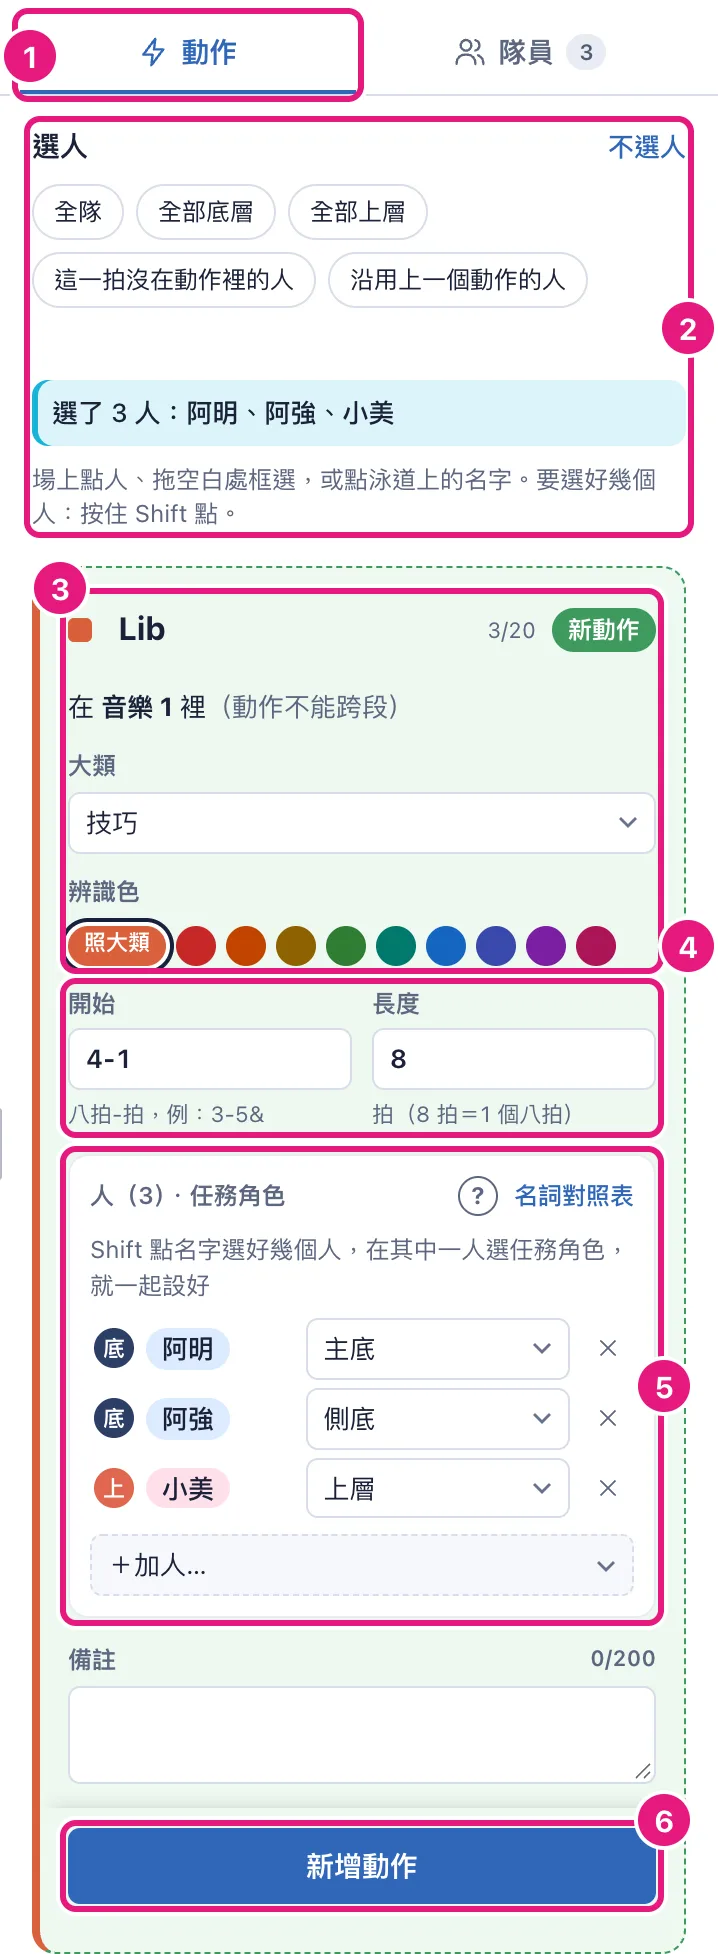 1
動作
隊員 3
選人 不選人
全隊 全部底層 全部上層
這一拍沒在動作裡的人 沿用上一個動作的人
2
選了 3 人：阿明、阿強、小美
場上點人、拖空白處框選，或點泳道上的名字。要選好幾個
人：按住 Shift 點。
3
Lib 3/20 新動作
在 音樂 1 裡（動作不能跨段）
大類
技巧
辨識色
照大類
4
開始 長度
4-1 8
八拍-拍，例：3-5& 拍（8 拍＝1 個八拍）
人（3）· 任務角色 ? 名詞對照表
Shift 點名字選好幾個人，在其中一人選任務角色，
就一起設好
底 阿明 主底 ×
5
底 阿強 側底 ×
上 小美 上層 ×
＋加人...
備註 0/200
6
新增動作